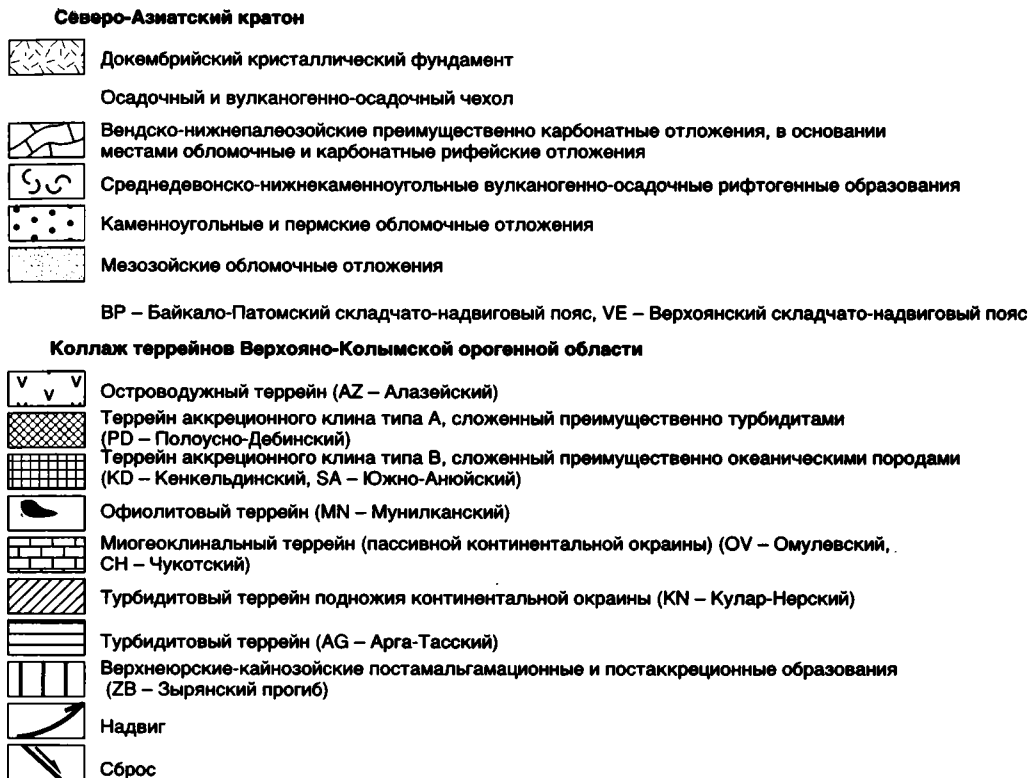 Северо-Азиатский кратон
Докембрийский кристаллический фундамент
Осадочный и вулканогенно-осадочный чехол
Вендско-нижнепалеозойские преимущественно карбонатные отложения, в основании
местами обломочные и карбонатные рифейские отложения
Среднедевонско-нижнекаменноугольные вулканогенно-осадочные рифтогенные образования
Каменноугольные и пермские обломочные отложения
Мезозойские обломочные отложения
BP – Байкало-Патомский складчато-надвиговый пояс, VE – Верхоянский складчато-надвиговый пояс
Коллаж террейнов Верхояно-Колымской орогенной области
Островодужный террейн (AZ – Алазейский)
Террейн аккреционного клина типа А, сложенный преимущественно турбидитами
(PD – Полоусно-Дебинский)
Террейн аккреционного клина типа В, сложенный преимущественно океаническими породами
(KD – Кенкельдинский, SA – Южно-Анюйский)
Офиолитовый террейн (MN – Мунилканский)
Миогеоклинальный террейн (пассивной континентальной окраины) (OV – Омулевский,
CH – Чукотский)
Турбидитовый террейн подножия континентальной окраины (KN – Кулар-Нерский)
Турбидитовый террейн (AG – Арга-Тасский)
Верхнеюрские-кайнозойские постамальгамационные и постаккреционные образования
(ZB – Зырянский прогиб)
Надвиг
Сброс